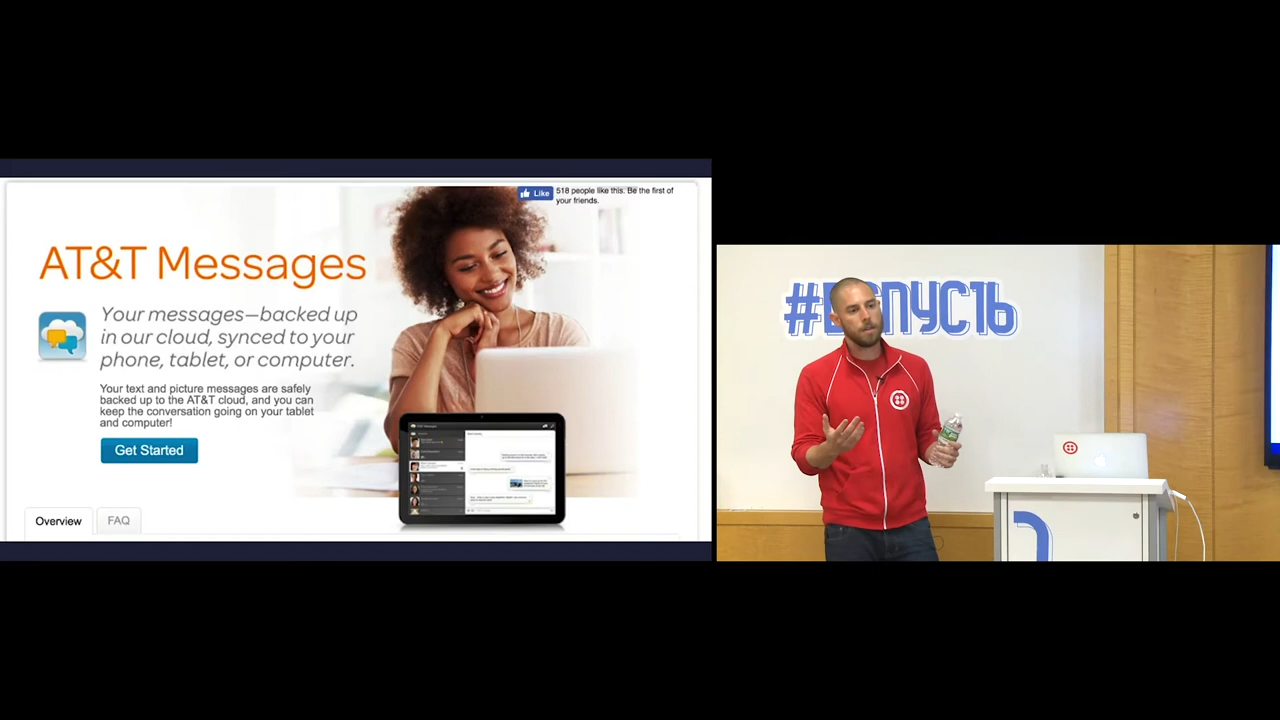 Like
518 people like this. Be the first of
your friends.
AT&T Messages
Your messages—backed up
in our cloud, synced to your
phone, tablet, or computer.
Your text and picture messages are safely
backed up to the AT&T cloud, and you can
keep the conversation going on your tablet
and computer!
Get Started
Overview
FAQ